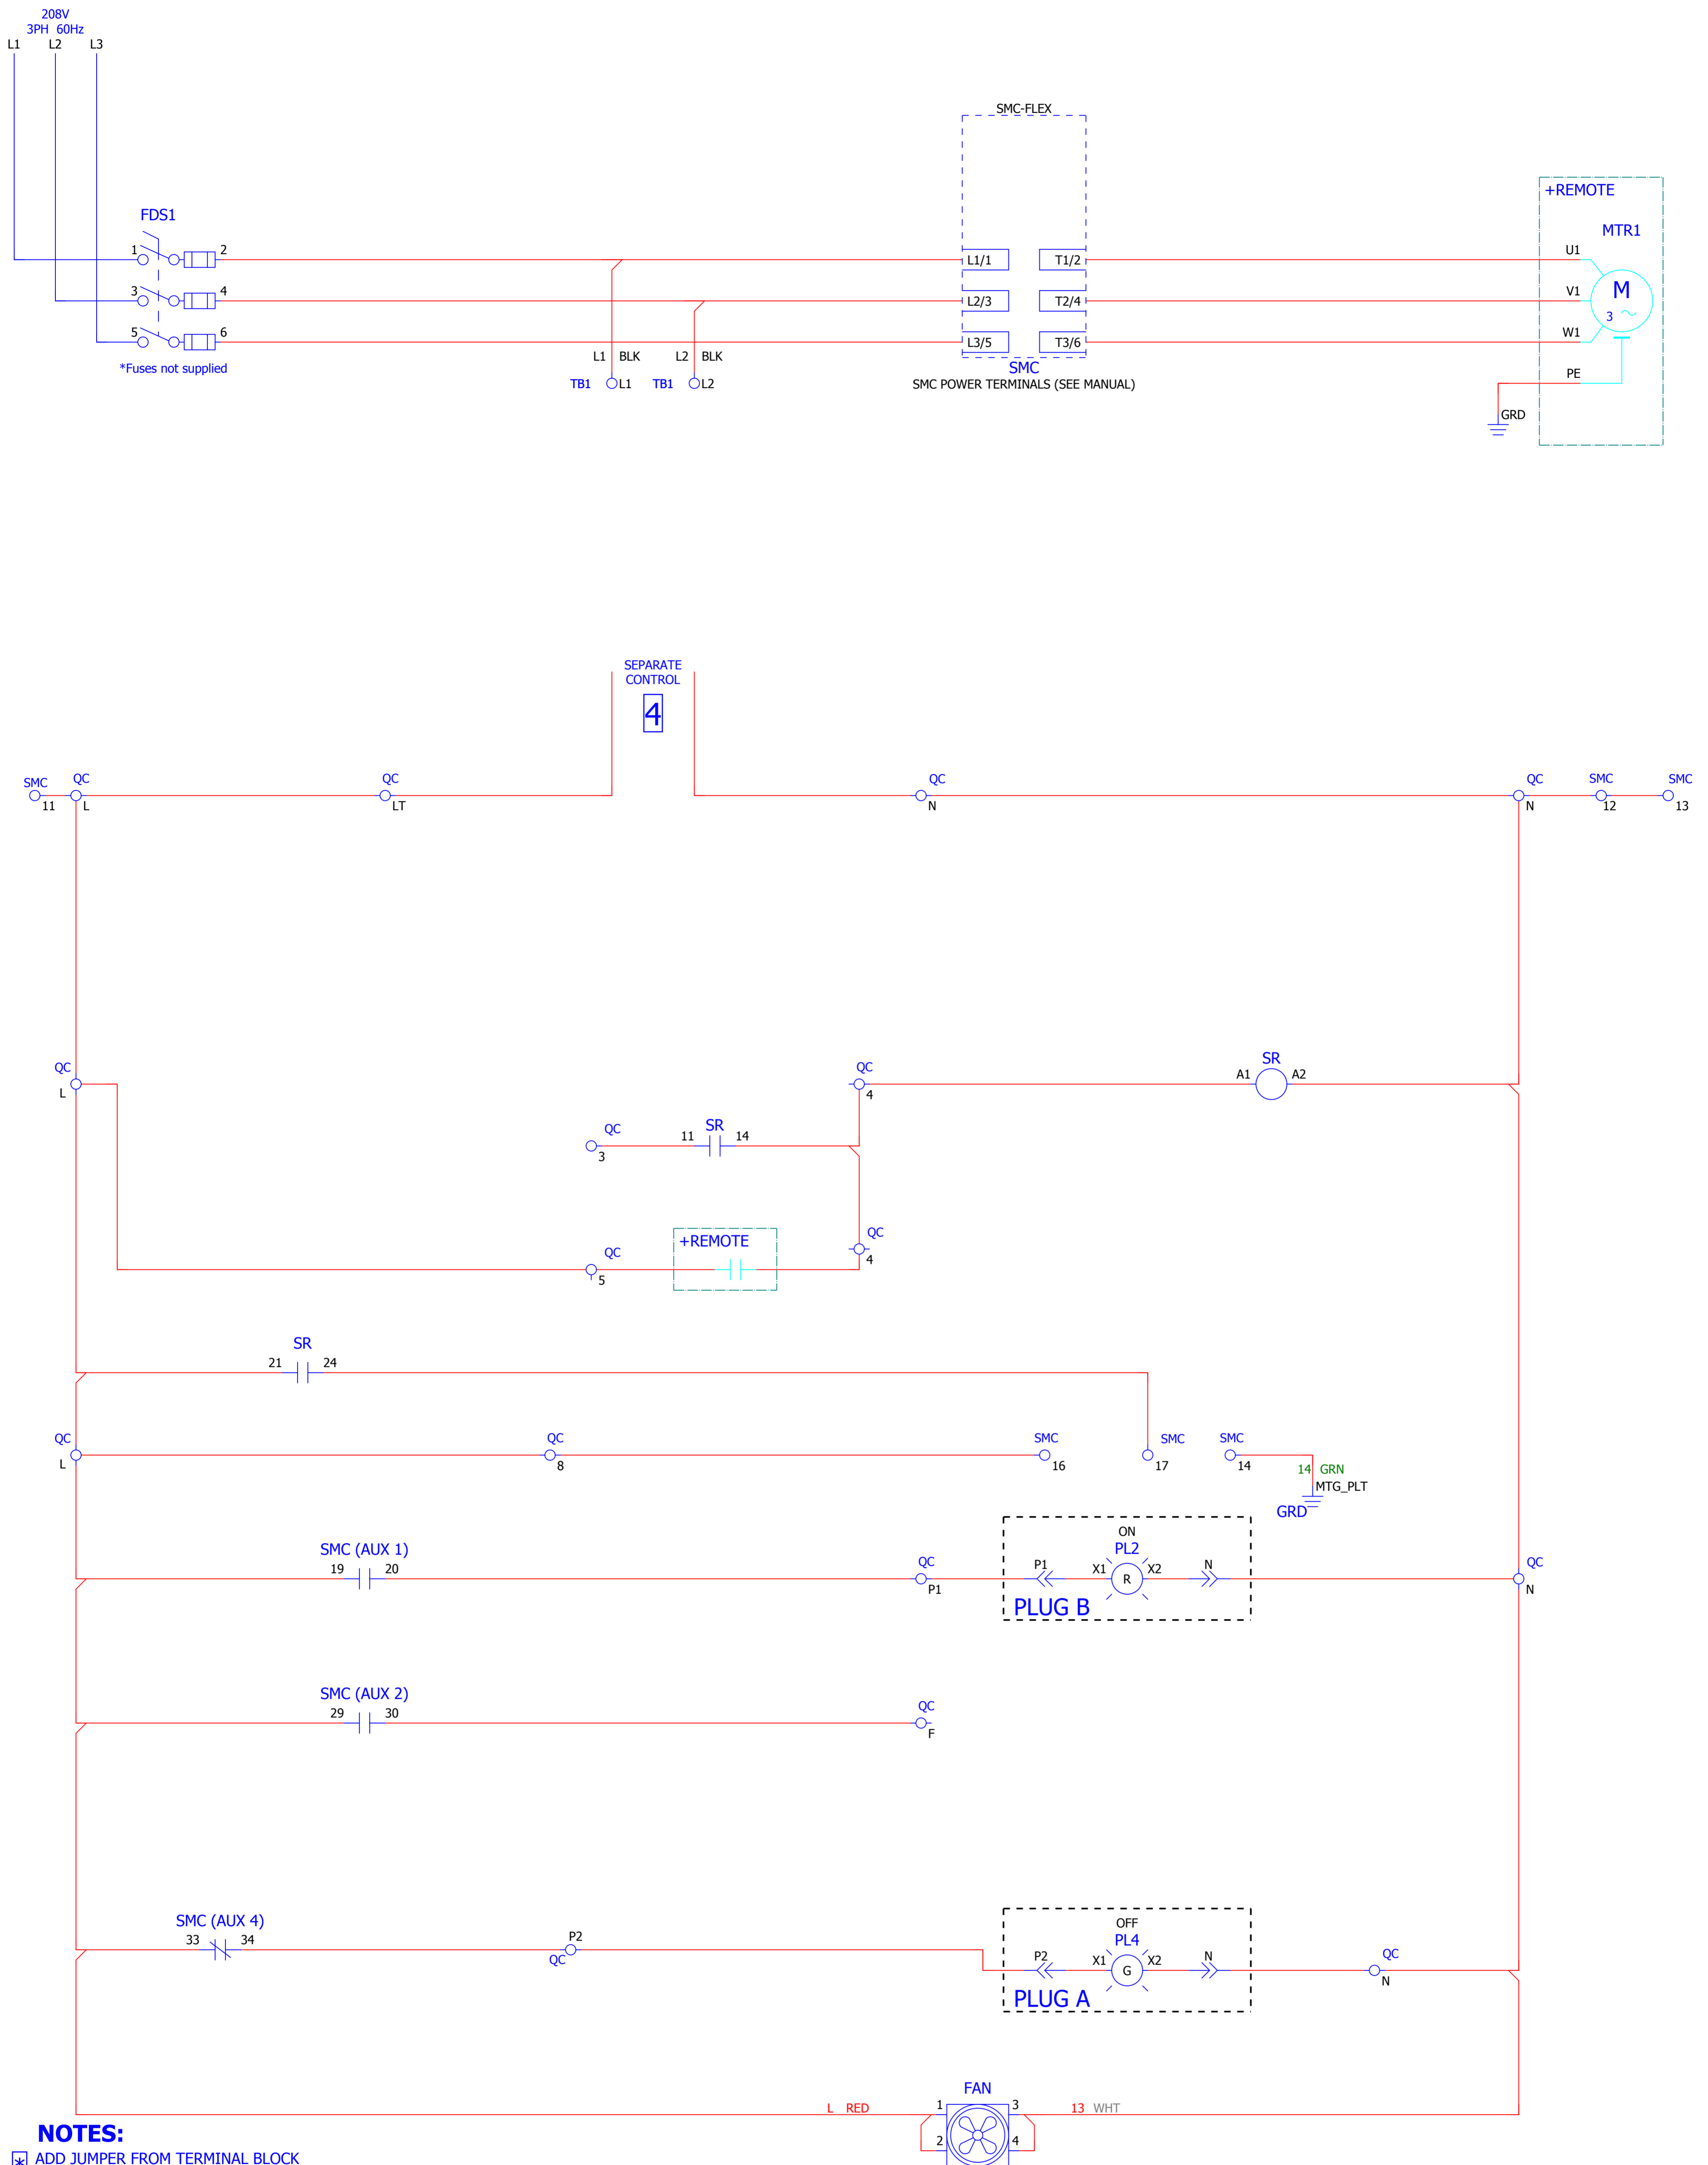 208V
3PH 60Hz
L1 L2 L3
SMC-FLEX
+REMOTE
FDS1
MTR1
1 2 L1/1 T1/2 U1
3 4 L2/3 T2/4 V1 M
3
5 6 L3/5 T3/6 W1
L1 BLK L2 BLK
*Fuses not supplied
SMC
TB1 L1 TB1 L2
SMC POWER TERMINALS (SEE MANUAL)
PE
GRD
SEPARATE
CONTROL
4
SMC QC QC QC QC SMC SMC
11 L LT N N 12 13
QC QC SR
L 4 A1 A2
QC SR
3 11 14
QC +REMOTE QC
5 4
SR
21 24
QC QC SMC SMC SMC
L 8 16 17 14
14 GRN
MTG_PLT
GRD
ON
SMC (AUX 1) PL2
19 20 QC P1 X1 R X2 N QC
P1 N
PLUG B
SMC (AUX 2)
29 30 QC
F
SMC (AUX 4) OFF
33 34 P2 PL4
QC P2 X1 G X2 N QC
N
PLUG A
FAN
L RED 1 3 13 WHT
2 4
NOTES:
* ADD JUMPER FROM TERMINAL BLOCK